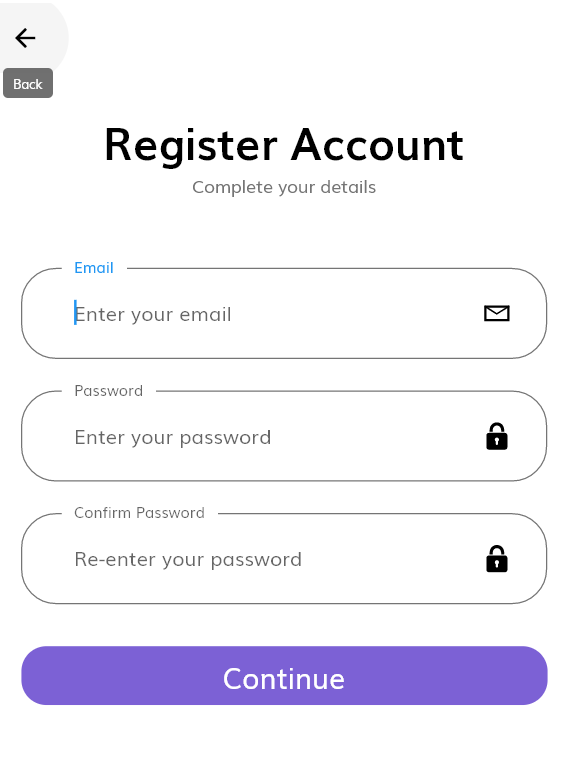 Back
Register Account
Complete your details
Email
Enter your email
Password
Enter your password
Confirm Password
Re-enter your password
Continue